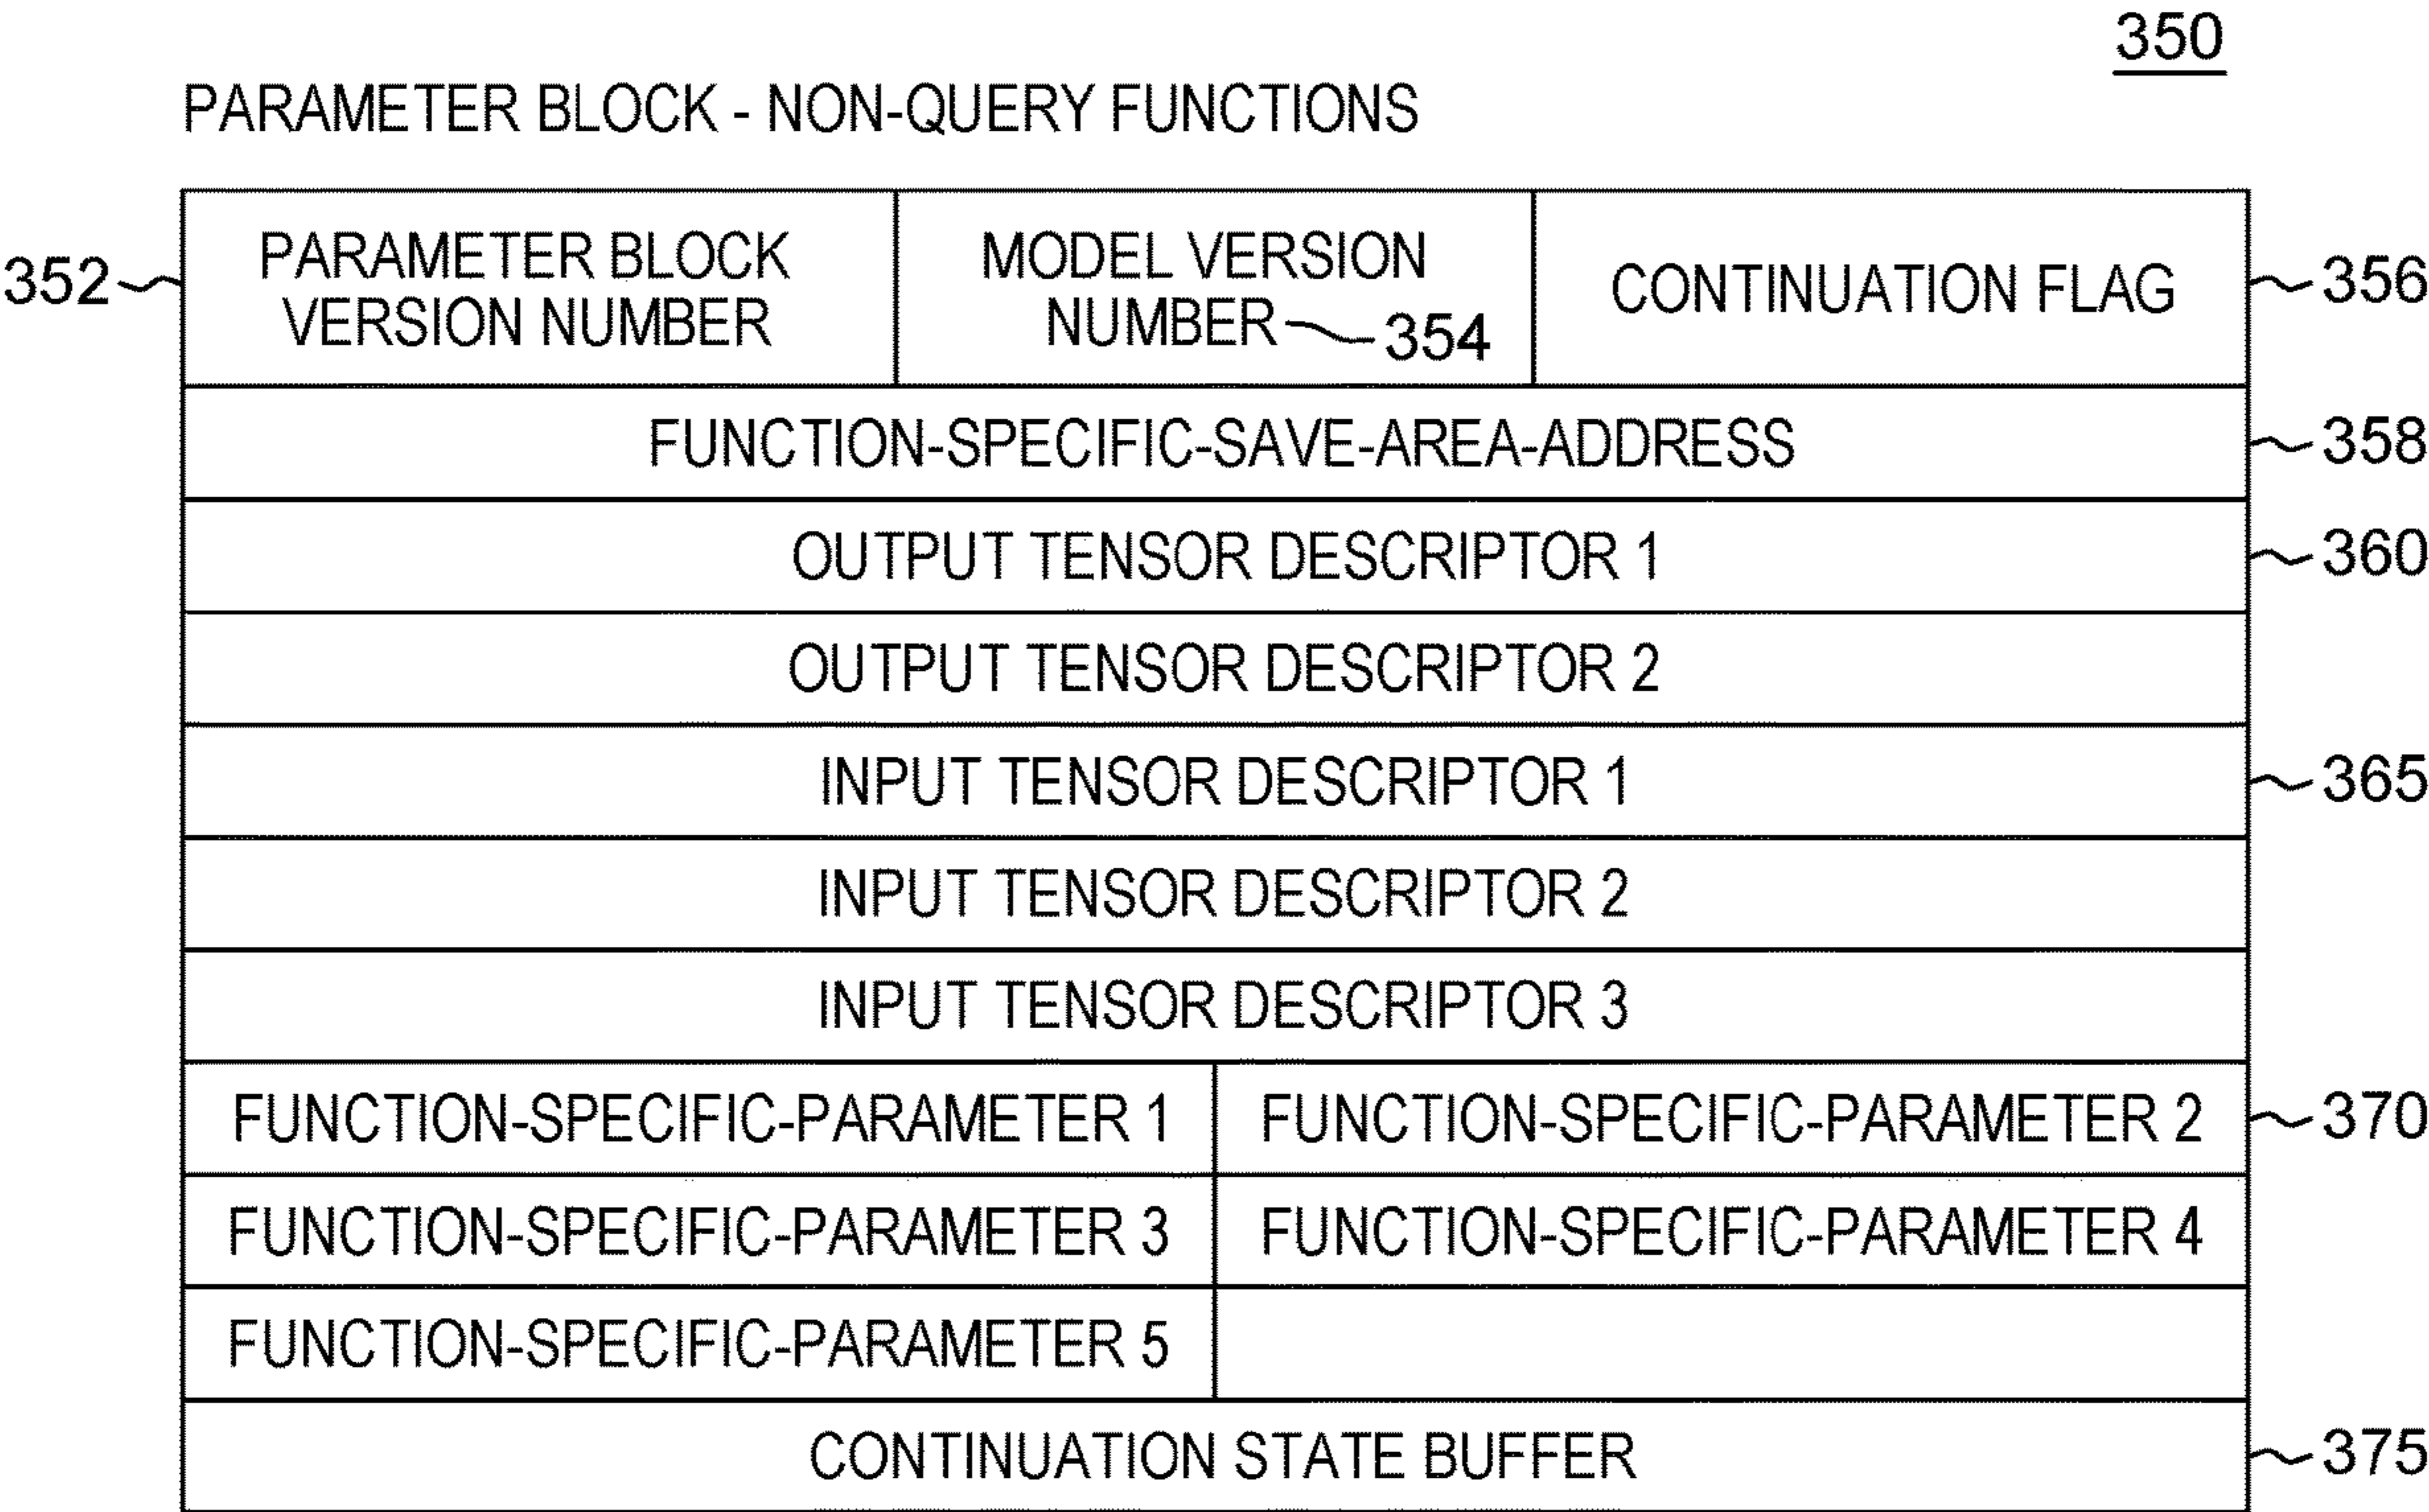 350
PARAMETER BLOCK - NON-QUERY FUNCTIONS
352
PARAMETER BLOCK
VERSION NUMBER
MODEL VERSION
NUMBER
354
CONTINUATION FLAG
356
FUNCTION-SPECIFIC-SAVE-AREA-ADDRESS
358
OUTPUT TENSOR DESCRIPTOR 1
360
OUTPUT TENSOR DESCRIPTOR 2
INPUT TENSOR DESCRIPTOR 1
365
INPUT TENSOR DESCRIPTOR 2
INPUT TENSOR DESCRIPTOR 3
FUNCTION-SPECIFIC-PARAMETER 1
FUNCTION-SPECIFIC-PARAMETER 2
370
FUNCTION-SPECIFIC-PARAMETER 3
FUNCTION-SPECIFIC-PARAMETER 4
FUNCTION-SPECIFIC-PARAMETER 5
CONTINUATION STATE BUFFER
375